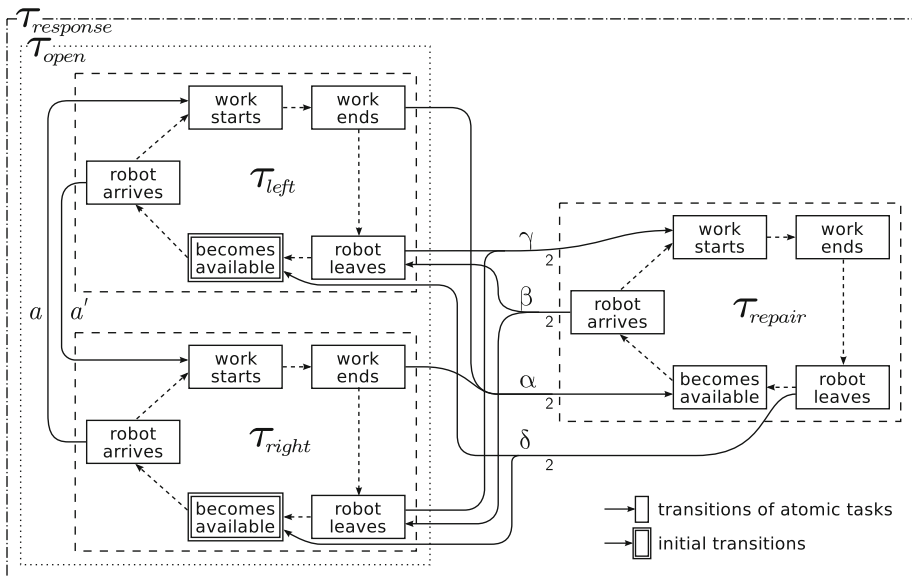 τresponse
τopen
work
starts
work
ends
robot
arrives
τleft
becomes
available
robot
leaves
a
a′
work
starts
work
ends
robot
arrives
τright
becomes
available
robot
leaves
γ
2
β
2
α
2
δ
2
work
starts
work
ends
robot
arrives
τrepair
becomes
available
robot
leaves
transitions of atomic tasks
initial transitions